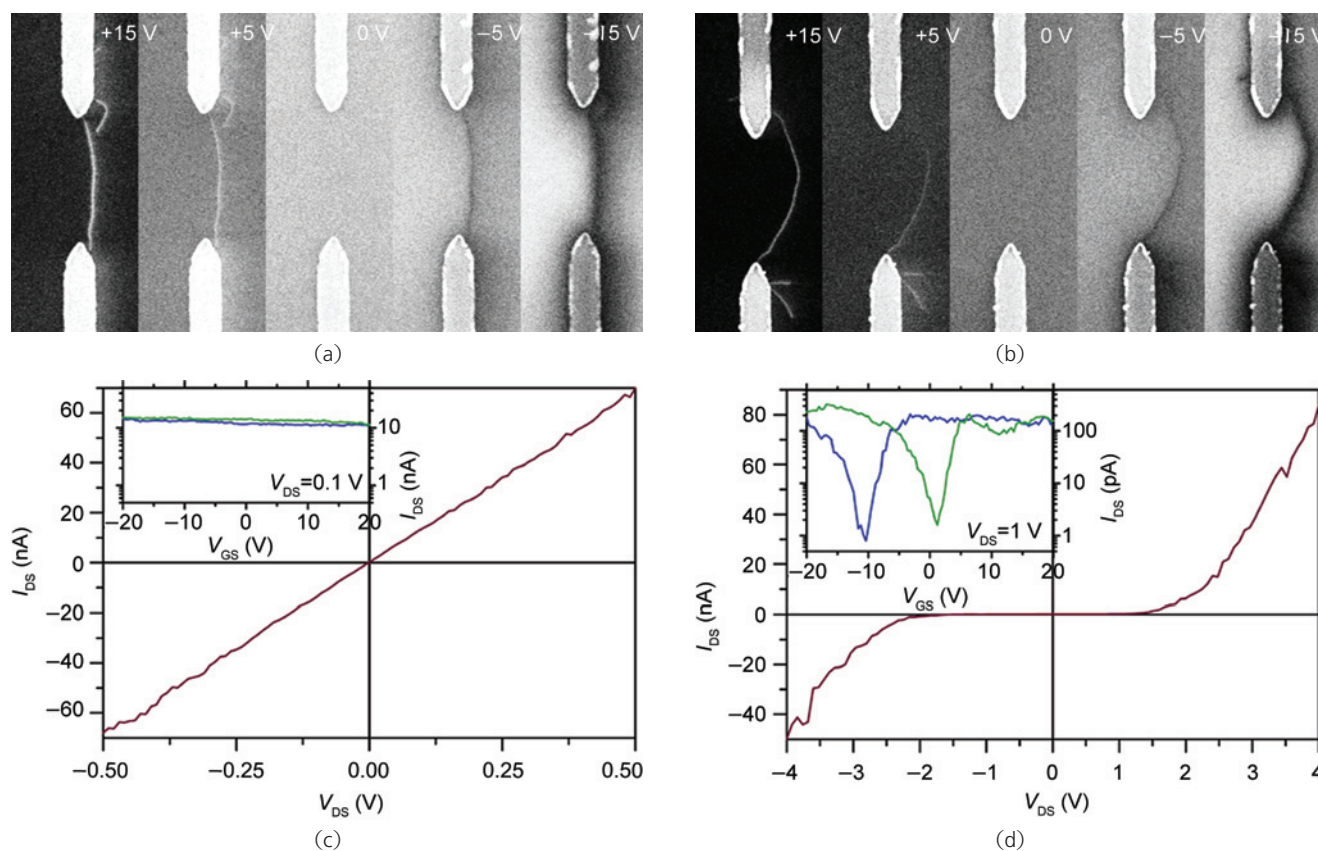 +15 V +5 V 0 V –5 V –15 V
+15 V +5 V 0 V –5 V –15 V
(a)
(b)
60
40
20
0
–20
–40
–60
I_DS (nA)
–0.50 –0.25 0.00 0.25 0.50
V_DS (V)
10
1
I_DS (nA)
V_DS=0.1 V
–20 –10 0 10 20
V_GS (V)
(c)
80
60
40
20
0
–20
–40
I_DS (nA)
–4 –3 –2 –1 0 1 2 3 4
V_DS (V)
100
10
1
I_DS (pA)
V_DS=1 V
–20 –10 0 10 20
V_GS (V)
(d)